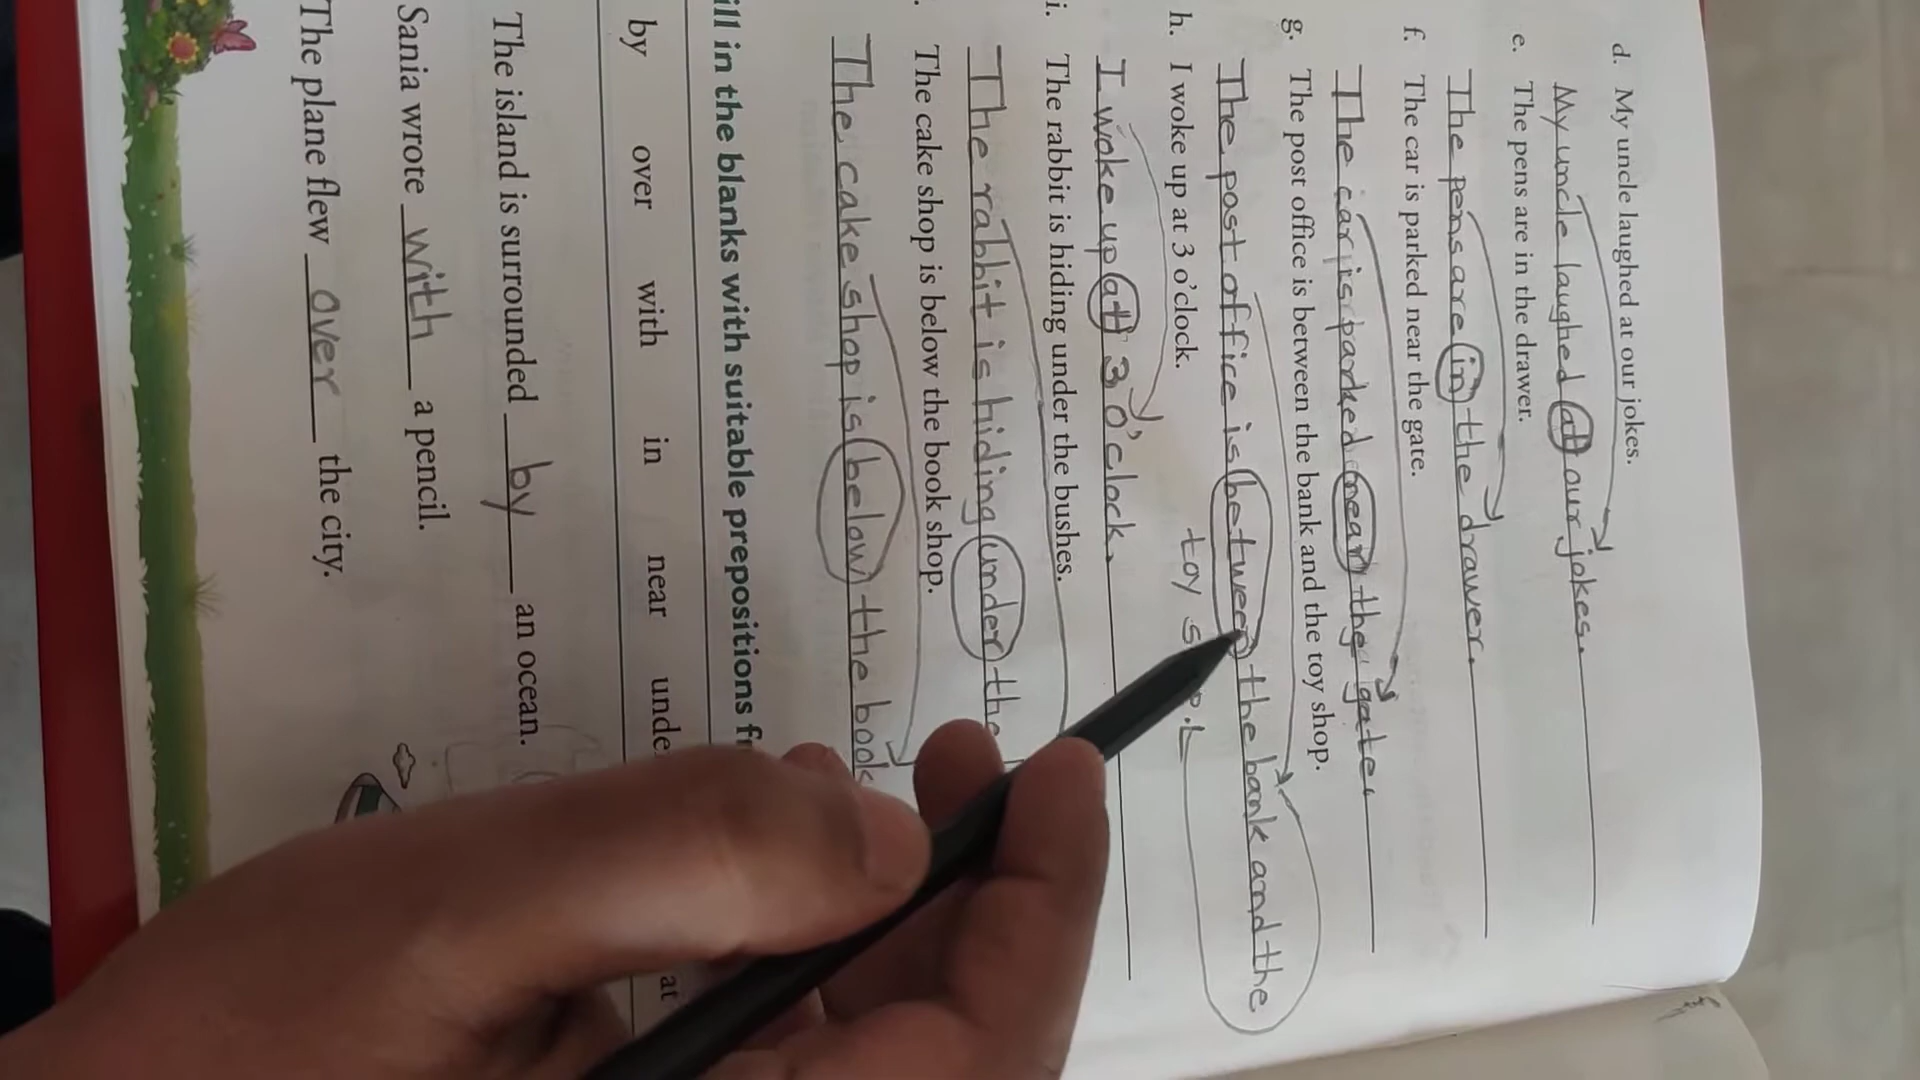 d. My uncle laughed at our jokes.
My uncle laughed at our jokes.
e. The pens are in the drawer.
The pens are in the drawer.
f. The car is parked near the gate.
The car is parked near the gate.
g. The post office is between the bank and the toy shop.
The post office is between the bank and the
toy
h. I woke up at 3 o'clock.
I woke up at 3 o'clock.
i. The rabbit is hiding under the bushes.
The rabbit is hiding under the
. The cake shop is below the book shop.
The cake shop is below the book
ill in the blanks with suitable prepositions
by over with in near unde at
The island is surrounded by an ocean.
Sania wrote with a pencil.
The plane flew over the city.